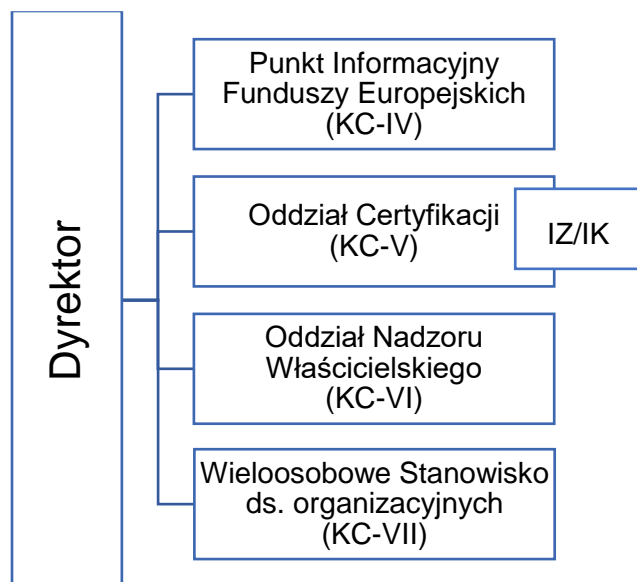 Dyrektor
Punkt Informacyjny
Funduszy Europejskich
(KC-IV)
Oddział Certyfikacji
(KC-V)
IZ/IK
Oddział Nadzoru
Właścicielskiego
(KC-VI)
Wieloosobowe Stanowisko
ds. organizacyjnych
(KC-VII)